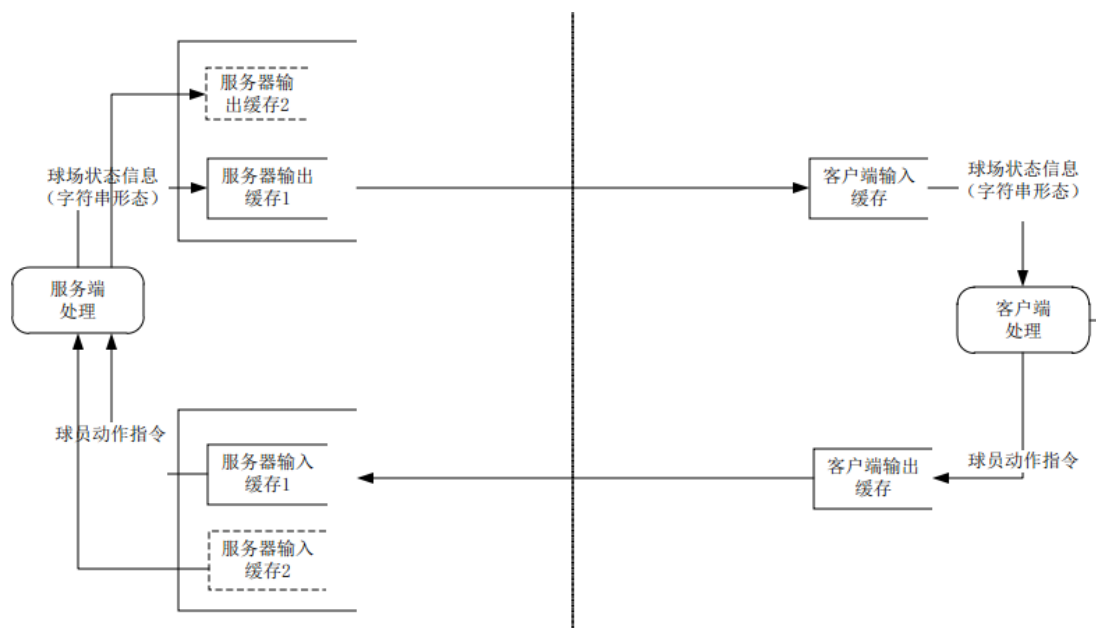 服务器输
出缓存2
球场状态信息
(字符串形态)
服务器输出
缓存1
客户端输入
缓存
球场状态信息
(字符串形态)
服务端
处理
客户端
处理
球员动作指令
服务器输入
缓存1
客户端输出
缓存
球员动作指令
服务器输入
缓存2